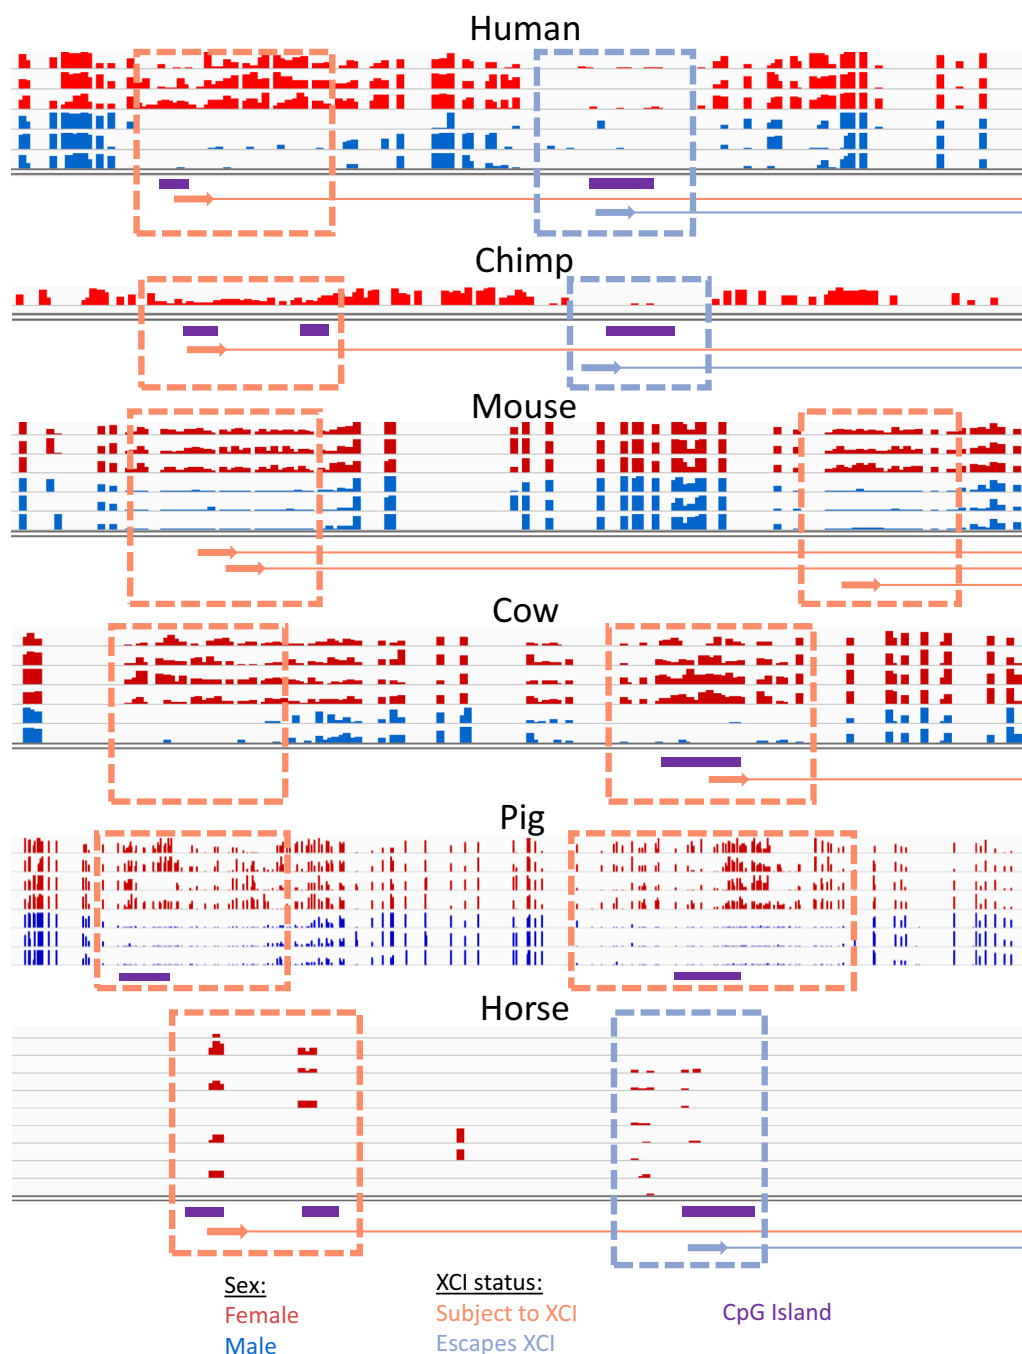 Human
Chimp
Mouse
Cow
Pig
Horse
Sex:
Female
Male
XCI status:
Subject to XCI
Escapes XCI
CpG Island